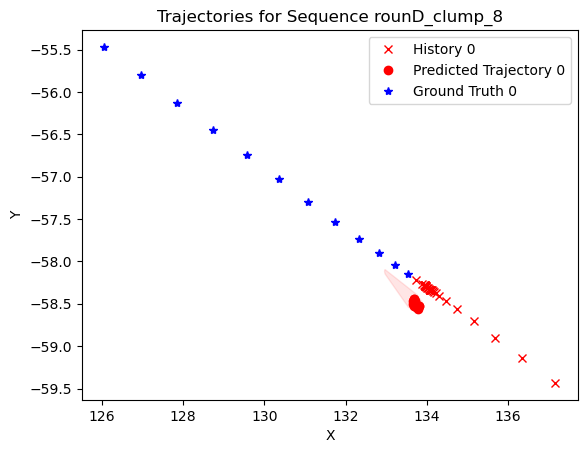 Trajectories for Sequence rounD_clump_8
History 0
Predicted Trajectory 0
Ground Truth 0
Y
−55.5
−56.0
−56.5
−57.0
−57.5
−58.0
−58.5
−59.0
−59.5
126
128
130
132
134
136
X